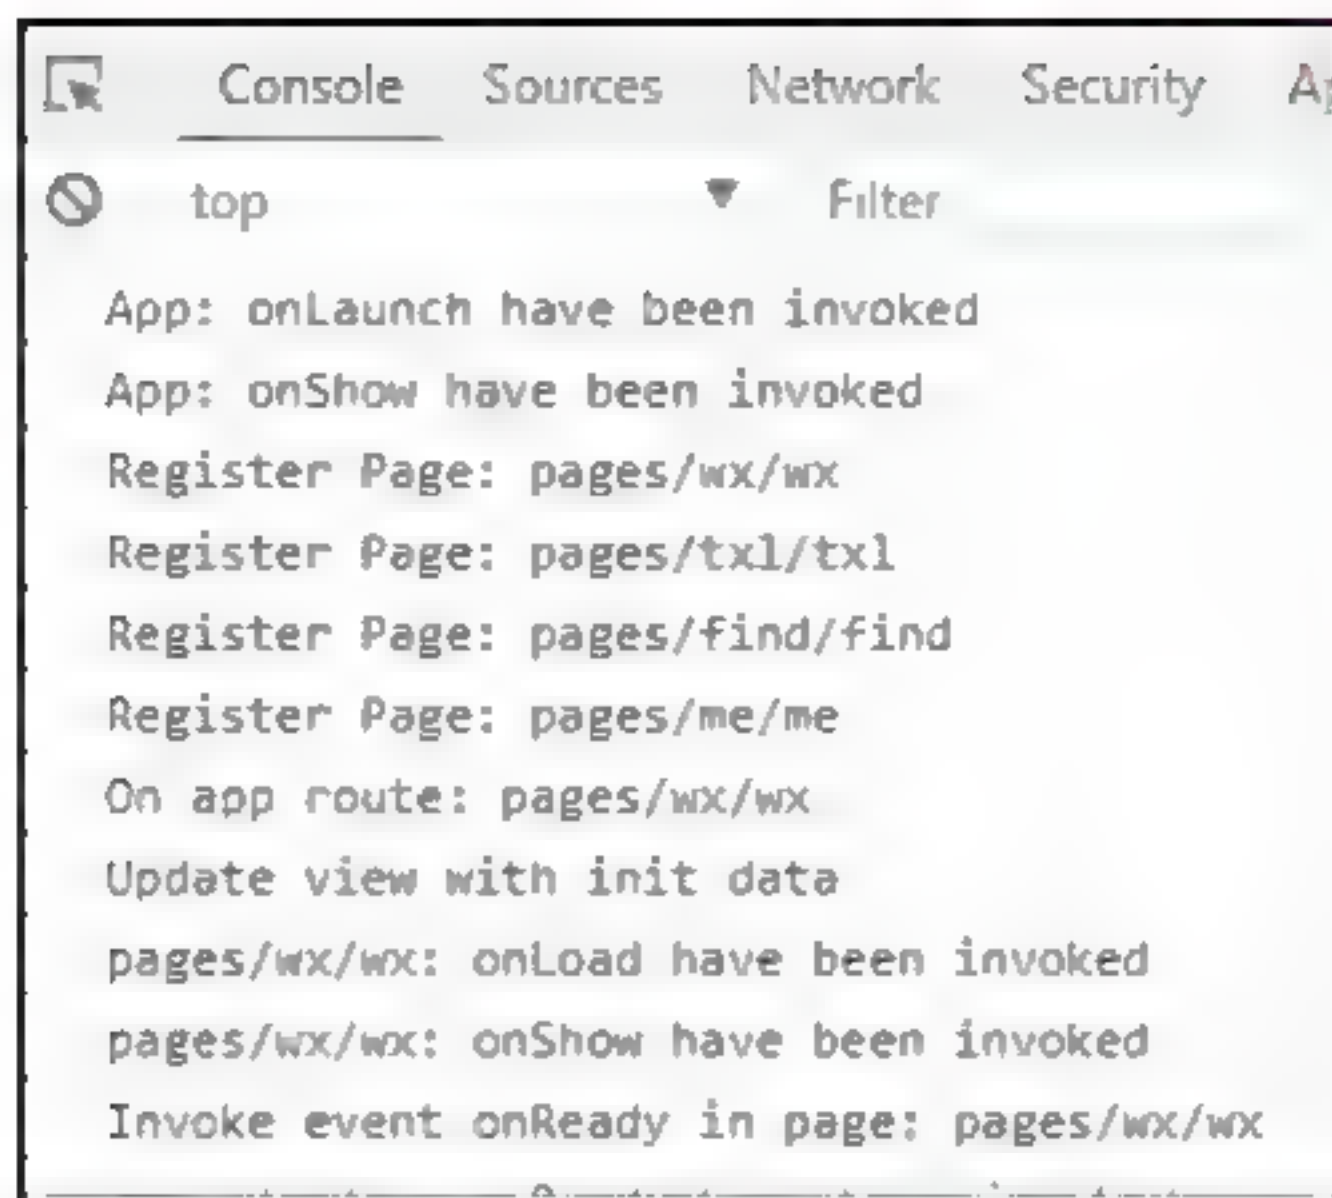 Console Sources Network Security
top Filter
App: onLaunch have been invoked
App: onShow have been invoked
Register Page: pages/wx/wx
Register Page: pages/txl/txl
Register Page: pages/find/find
Register Page: pages/me/me
On app route: pages/wx/wx
Update view with init data
pages/wx/wx: onLoad have been invoked
pages/wx/wx: onShow have been invoked
Invoke event onReady in page: pages/wx/wx